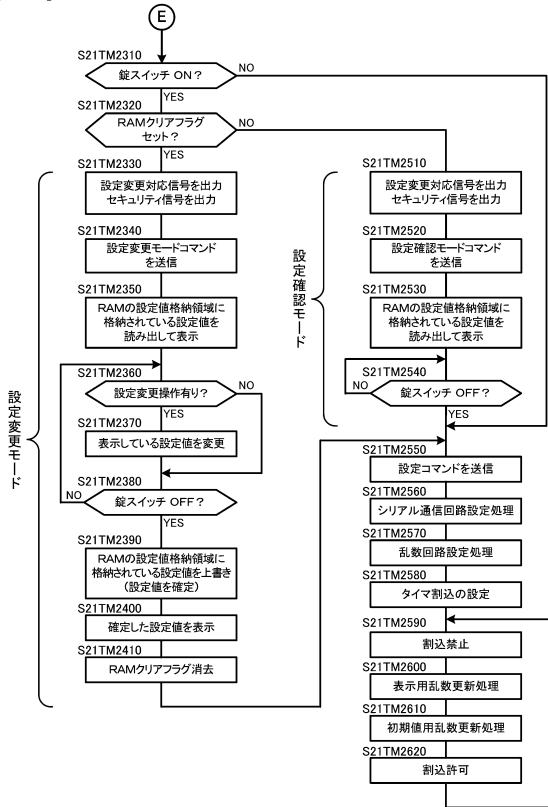 E
S21TM2310
錠スイッチ ON？
NO
YES
S21TM2320
RAMクリアフラグ
セット？
NO
YES
設定変更モード
S21TM2330
設定変更対応信号を出力
セキュリティ信号を出力
S21TM2340
設定変更モードコマンド
を送信
S21TM2350
RAMの設定値格納領域に
格納されている設定値を
読み出して表示
S21TM2360
設定変更操作有り？
NO
YES
S21TM2370
表示している設定値を変更
S21TM2380
NO
錠スイッチ OFF？
YES
S21TM2390
RAMの設定値格納領域に
格納されている設定値を上書き
（設定値を確定）
S21TM2400
確定した設定値を表示
S21TM2410
RAMクリアフラグ消去
設定確認モード
S21TM2510
設定変更対応信号を出力
セキュリティ信号を出力
S21TM2520
設定確認モードコマンド
を送信
S21TM2530
RAMの設定値格納領域に
格納されている設定値を
読み出して表示
S21TM2540
NO
錠スイッチ OFF？
YES
S21TM2550
設定コマンドを送信
S21TM2560
シリアル通信回路設定処理
S21TM2570
乱数回路設定処理
S21TM2580
タイマ割込の設定
S21TM2590
割込禁止
S21TM2600
表示用乱数更新処理
S21TM2610
初期値用乱数更新処理
S21TM2620
割込許可